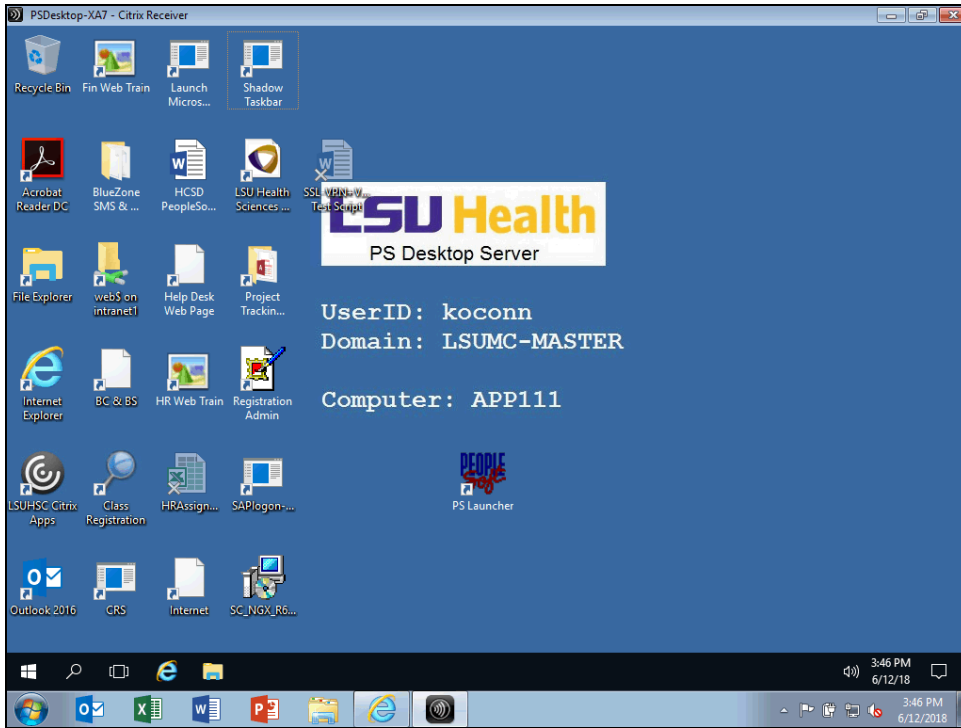 PSDesktop-XA7 - Citrix Receiver
Recycle Bin
Fin Web Train
Launch
Micros...
Shadow
Taskbar
Acrobat
Reader DC
BlueZone
SMS & ...
HCSD
PeopleSo...
LSU Health
Sciences ...
SSL VPN - V...
Test Script
LSU Health
PS Desktop Server
File Explorer
web$ on
intranet1
Help Desk
Web Page
Project
Trackin...
UserID: koconn
Domain: LSUMC-MASTER
Computer: APP111
Internet
Explorer
BC & BS
HR Web Train
Registration
Admin
LSUHSC Citrix
Apps
Class
Registration
HRAssign...
SAPlogon-...
PEOPLE
Soft
PS Launcher
Outlook 2016
CRS
Internet
SC_NGX_R6...
3:46 PM
6/12/18
3:46 PM
6/12/2018